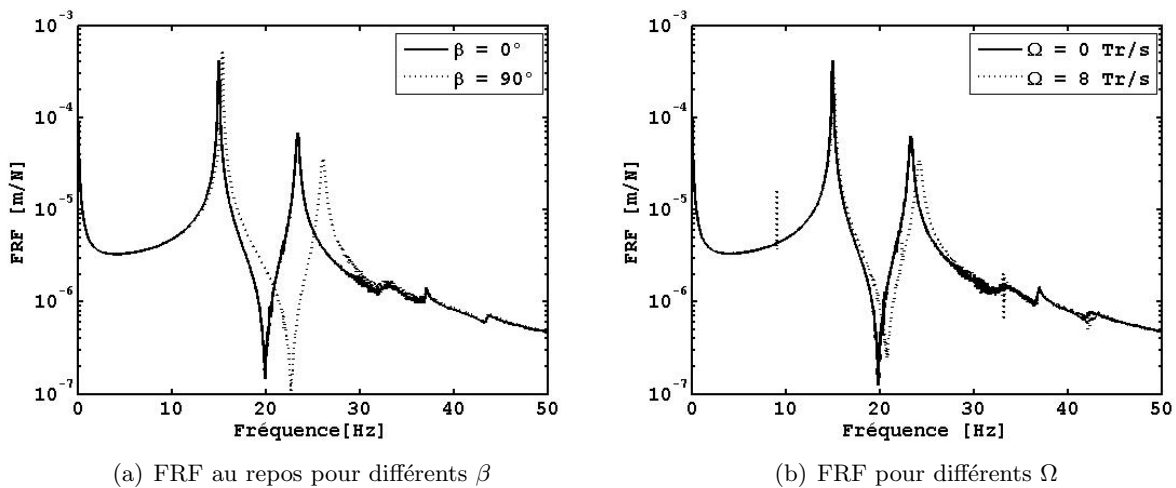 10⁻³
10⁻⁴
10⁻⁵
10⁻⁶
10⁻⁷
FRF [m/N]
β = 0°
β = 90°
0 10 20 30 40 50
Fréquence[Hz]
(a) FRF au repos pour différents β
10⁻³
10⁻⁴
10⁻⁵
10⁻⁶
10⁻⁷
FRF [m/N]
Ω = 0 Tr/s
Ω = 8 Tr/s
0 10 20 30 40 50
Fréquence [Hz]
(b) FRF pour différents Ω